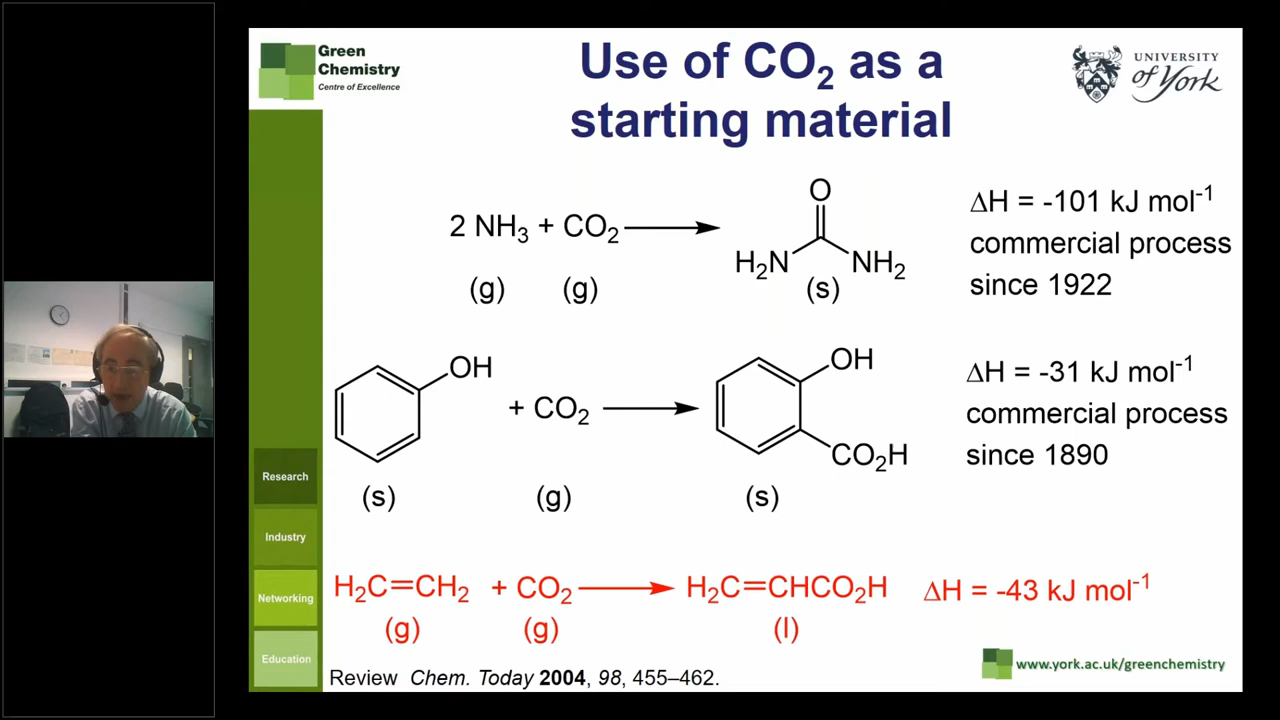 Green
Chemistry
Centre of Excellence
Use of CO₂ as a
starting material
UNIVERSITY
of York
2 NH₃ + CO₂
O
H₂N NH₂
(g) (g) (s)
ΔH = -101 kJ mol⁻¹
commercial process
since 1922
OH
+ CO₂
OH
CO₂H
(s) (g) (s)
ΔH = -31 kJ mol⁻¹
commercial process
since 1890
Research
Industry
Networking
Education
H₂C=CH₂ + CO₂ H₂C=CHCO₂H ΔH = -43 kJ mol⁻¹
(g) (g) (l)
Review Chem. Today 2004, 98, 455–462.
www.york.ac.uk/greenchemistry